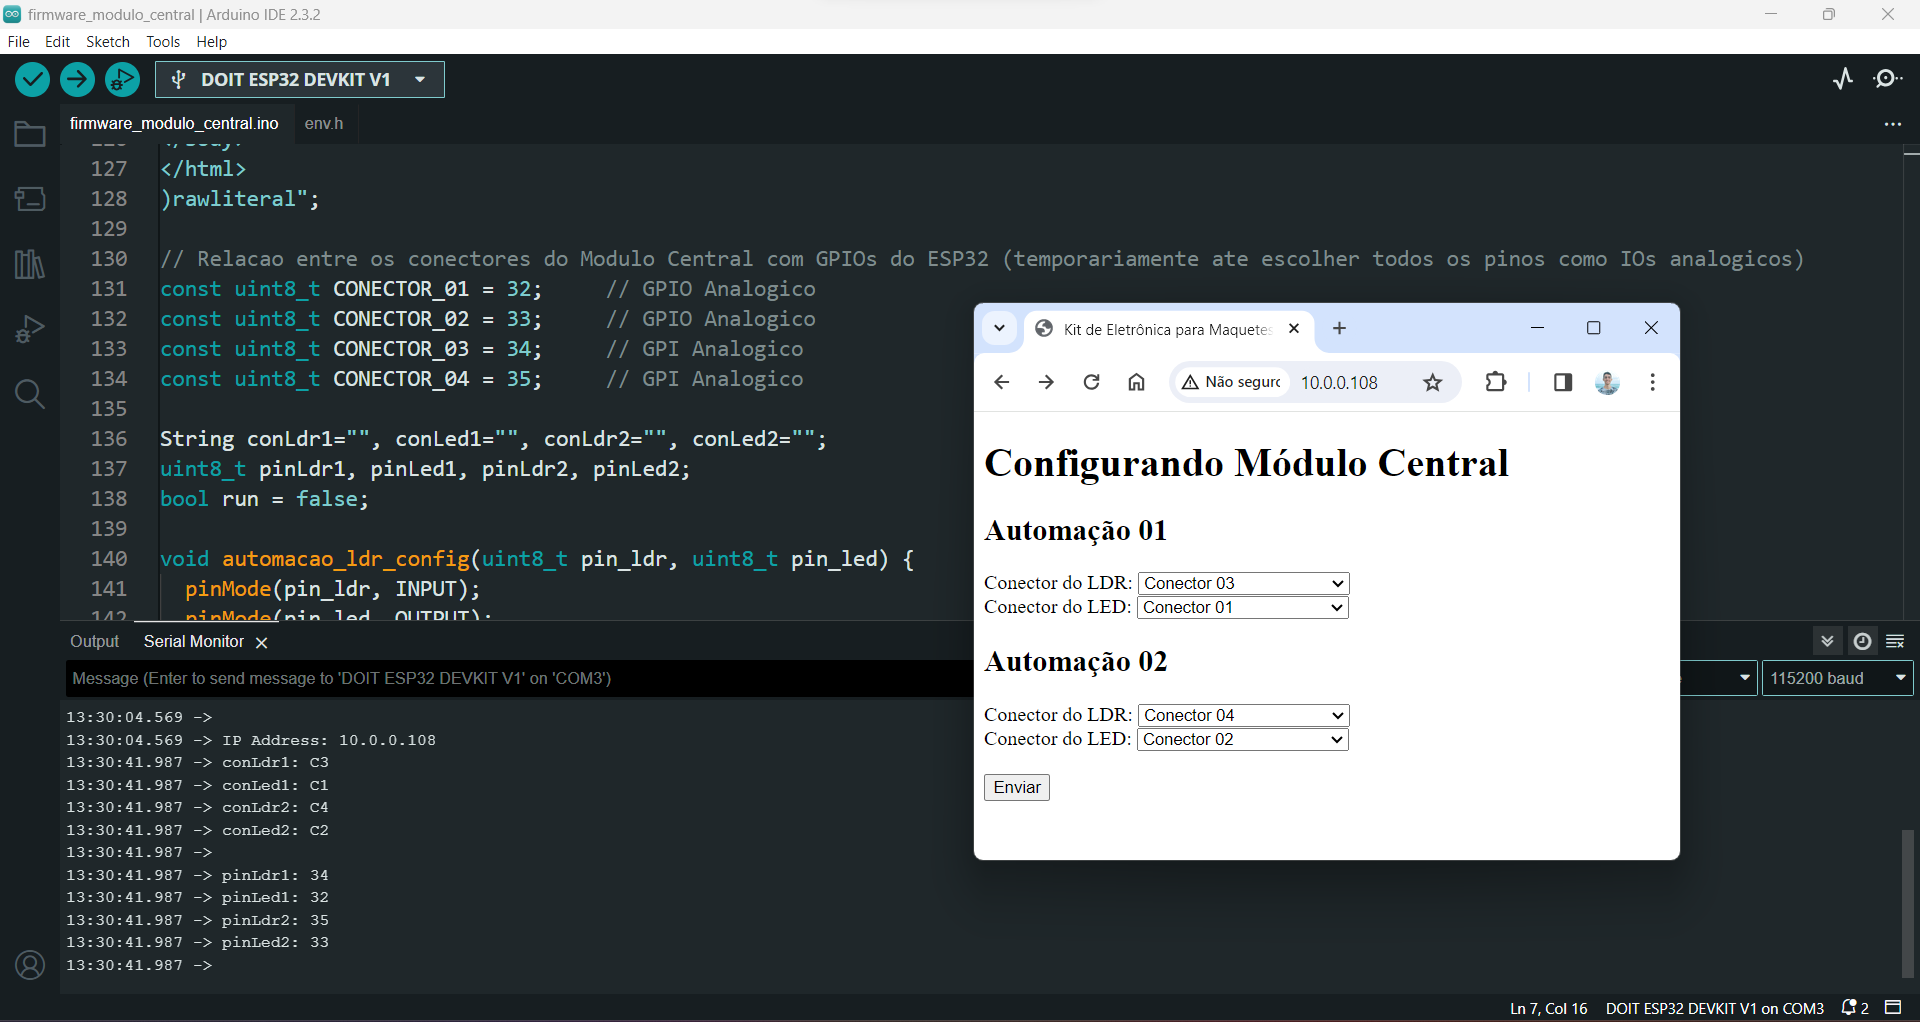 firmware_modulo_central | Arduino IDE 2.3.2
File Edit Sketch Tools Help
DOIT ESP32 DEVKIT V1
firmware_modulo_central.ino env.h
127 </html>
128 )rawliteral";
129
130 // Relacao entre os conectores do Modulo Central com GPIOs do ESP32 (temporariamente ate escolher todos os pinos como IOs analogicos)
131 const uint8_t CONECTOR_01 = 32; // GPIO Analogico
132 const uint8_t CONECTOR_02 = 33; // GPIO Analogico
133 const uint8_t CONECTOR_03 = 34; // GPI Analogico
134 const uint8_t CONECTOR_04 = 35; // GPI Analogico
135
136 String conLdr1="", conLed1="", conLdr2="", conLed2="";
137 uint8_t pinLdr1, pinLed1, pinLdr2, pinLed2;
138 bool run = false;
139
140 void automacao_ldr_config(uint8_t pin_ldr, uint8_t pin_led) {
141 pinMode(pin_ldr, INPUT);
142 pinMode(pin_led, OUTPUT);
Output Serial Monitor
Message (Enter to send message to 'DOIT ESP32 DEVKIT V1' on 'COM3')
115200 baud
13:30:04.569 ->
13:30:04.569 -> IP Address: 10.0.0.108
13:30:41.987 -> conLdr1: C3
13:30:41.987 -> conLed1: C1
13:30:41.987 -> conLdr2: C4
13:30:41.987 -> conLed2: C2
13:30:41.987 ->
13:30:41.987 -> pinLdr1: 34
13:30:41.987 -> pinLed1: 32
13:30:41.987 -> pinLdr2: 35
13:30:41.987 -> pinLed2: 33
13:30:41.987 ->
Kit de Eletrônica para Maquetes
Não segurc 10.0.0.108
Configurando Módulo Central
Automação 01
Conector do LDR: Conector 03
Conector do LED: Conector 01
Automação 02
Conector do LDR: Conector 04
Conector do LED: Conector 02
Enviar
Ln 7, Col 16 DOIT ESP32 DEVKIT V1 on COM3 2